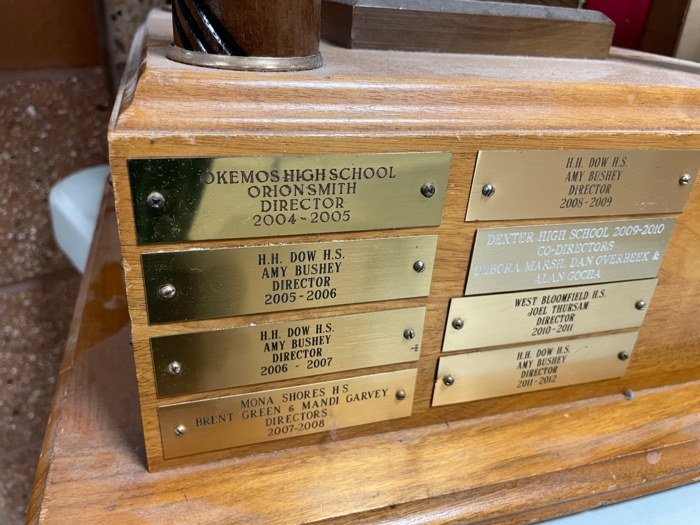 OKEMOS HIGH SCHOOL
ORION SMITH
DIRECTOR
2004-2005
H.H. DOW H.S.
AMY BUSHEY
DIRECTOR
2005-2006
H.H. DOW H.S.
AMY BUSHEY
DIRECTOR
2006 - 2007
MONA SHORES H S
BRENT GREEN & MANDI GARVEY
DIRECTORS
2007-2008
H.H. DOW H.S.
AMY BUSHEY
DIRECTOR
2008-2009
DEXTER HIGH SCHOOL 2009-2010
CO-DIRECTORS
DEBORA MARSH, DAN OVERBEEK &
ALAN GOCHA
WEST BLOOMFIELD H.S.
JOEL THURSAM
DIRECTOR
2010-2011
H.H. DOW H.S.
AMY BUSHEY
DIRECTOR
2011-2012